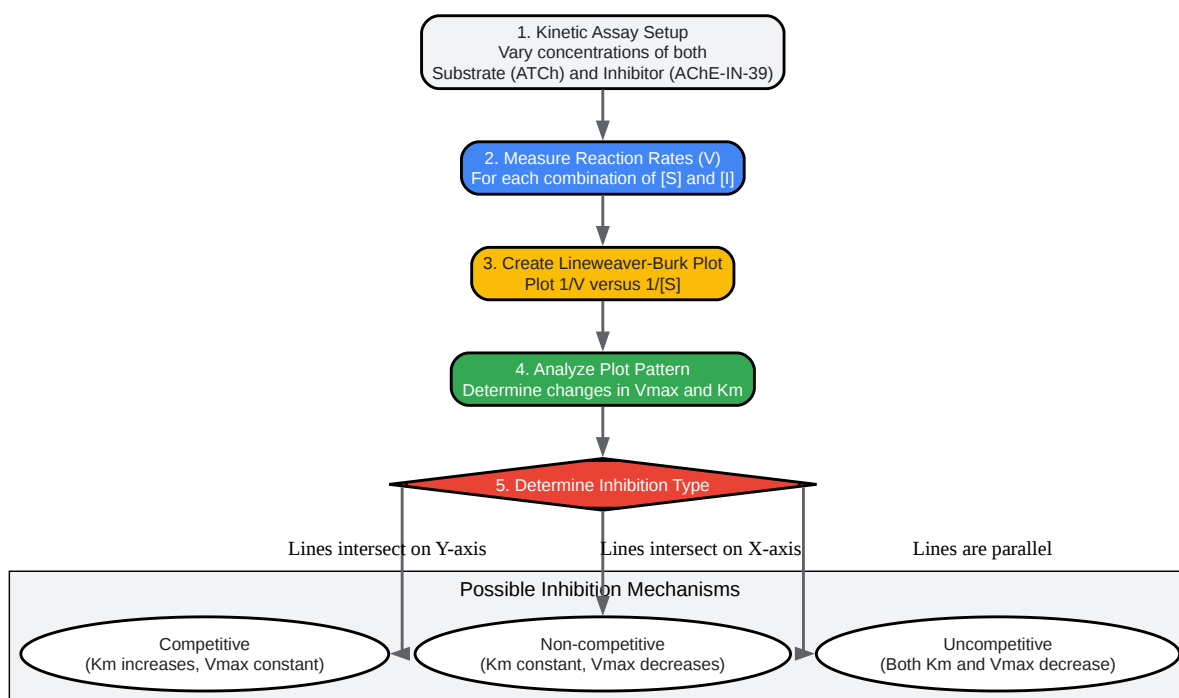 1. Kinetic Assay Setup
Vary concentrations of both
Substrate (ATCh) and Inhibitor (AChE-IN-39)
2. Measure Reaction Rates (V)
For each combination of [S] and [I]
3. Create Lineweaver-Burk Plot
Plot 1/V versus 1/[S]
4. Analyze Plot Pattern
Determine changes in Vmax and Km
5. Determine Inhibition Type
Lines intersect on Y-axis
Lines intersect on X-axis
Lines are parallel
Possible Inhibition Mechanisms
Competitive
(Km increases, Vmax constant)
Non-competitive
(Km constant, Vmax decreases)
Uncompetitive
(Both Km and Vmax decrease)